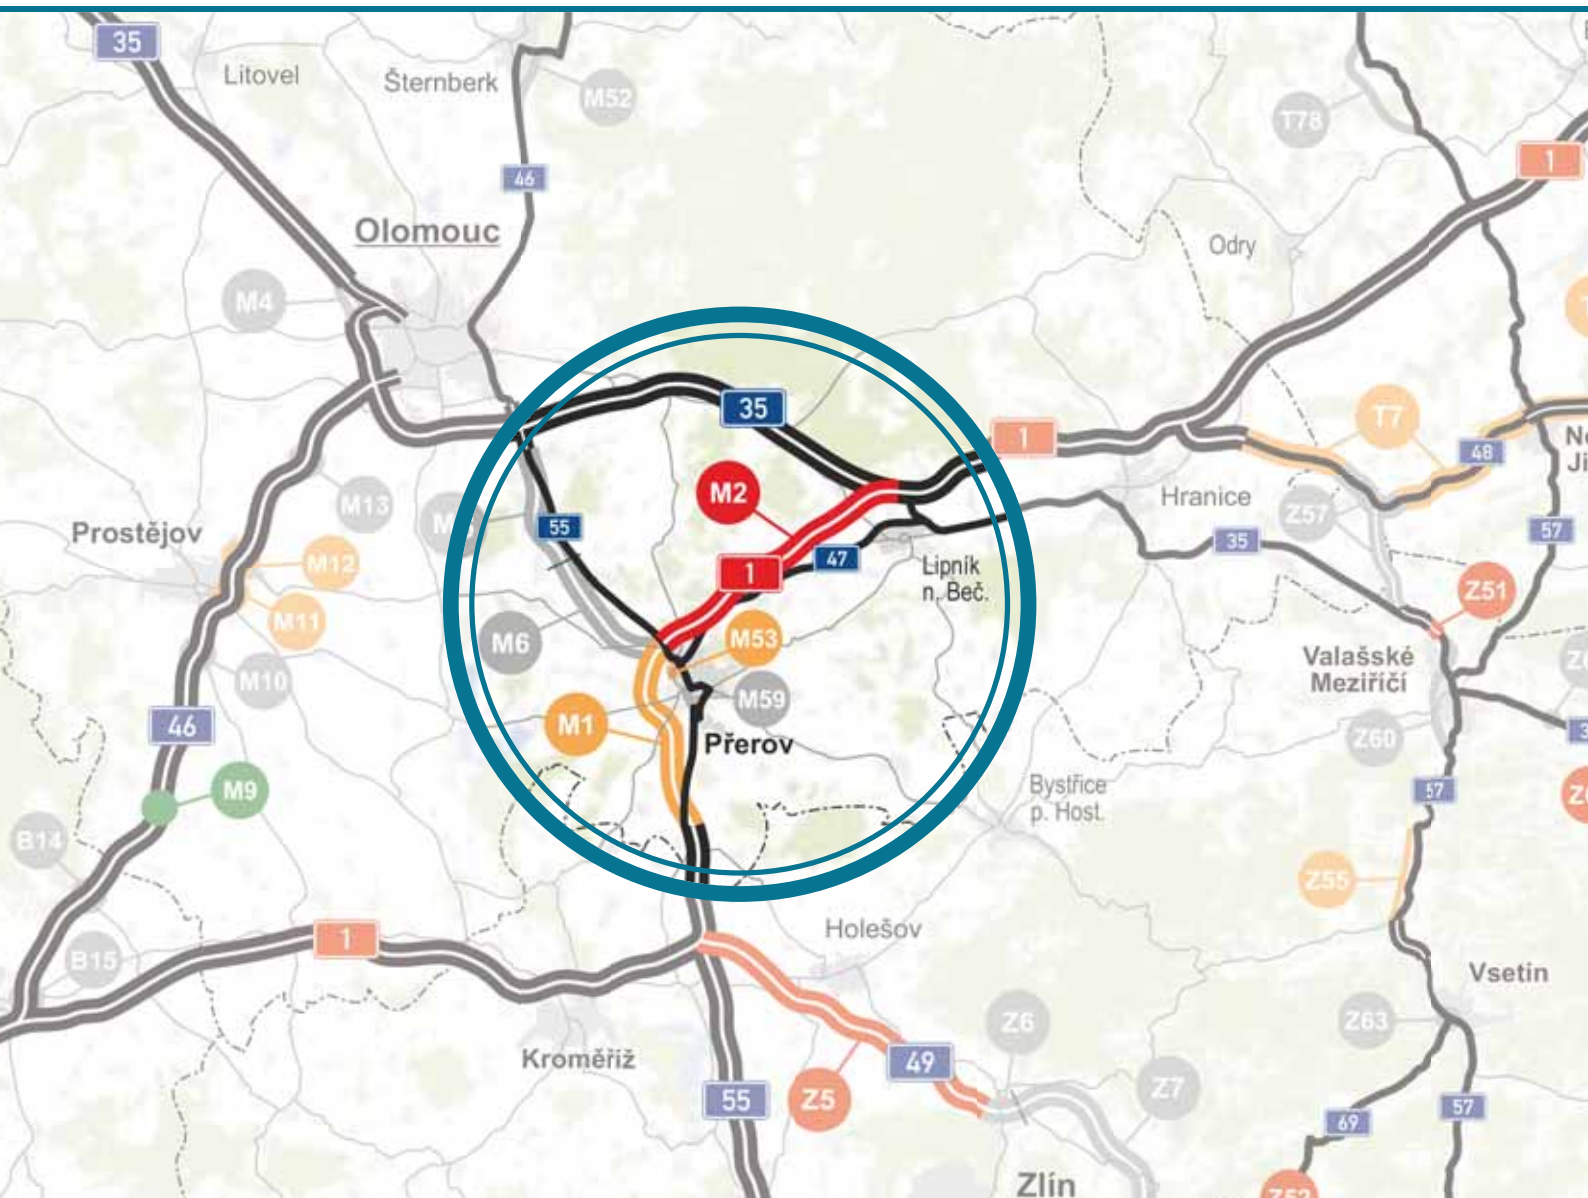 35
Litovel
Šternberk
M52
T78
1
46
Olomouc
Odry
M4
35
M2
1
T7
48
Hranice
Z57
M13
55
Prostějov
M12
1
47
Lipník
n. Beč.
35
57
Z51
M11
M6
M53
Valašské
Meziříčí
M10
M59
46
M1
Přerov
Z60
M9
Bystřice
p. Host.
57
B14
Z55
1
Holešov
B15
Vsetín
Z6
Z63
Kroměříž
49
Z5
55
Z7
69
57
Zlín